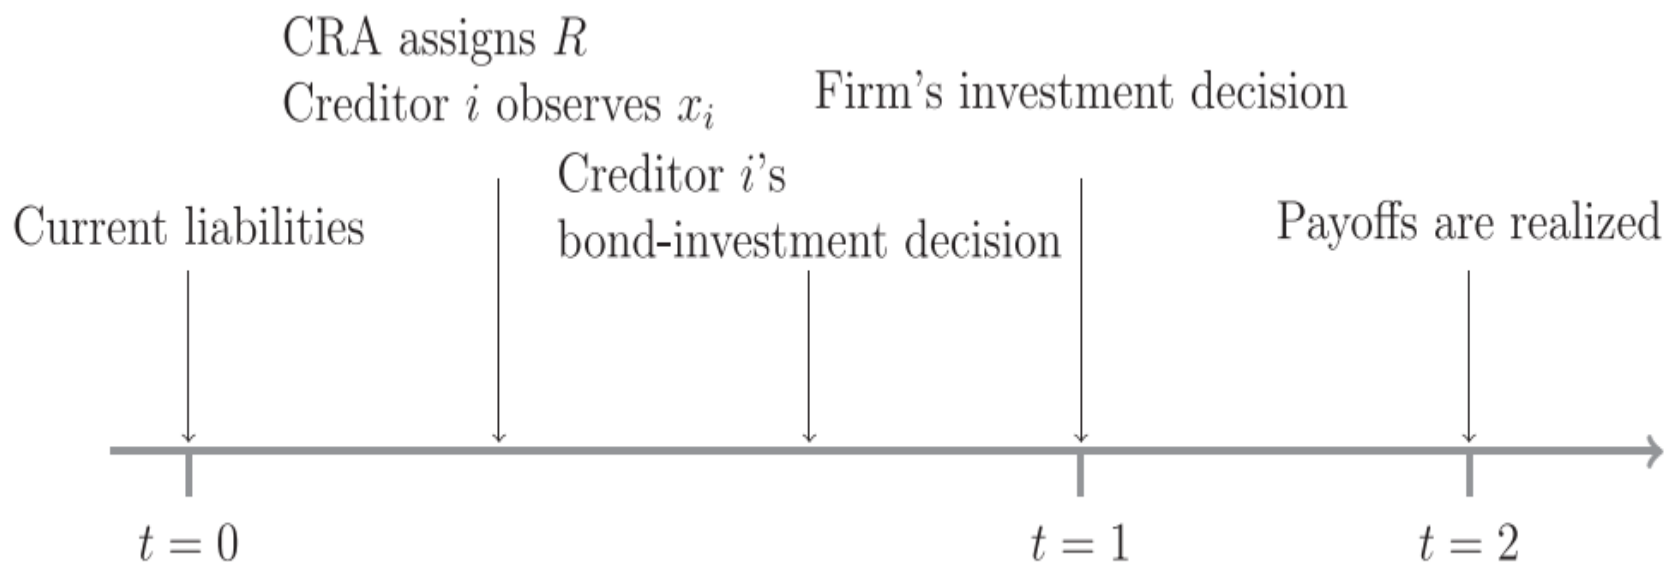 CRA assigns R
Creditor i observes xᵢ
Firm's investment decision
Creditor i's
bond-investment decision
Current liabilities
Payoffs are realized
t = 0
t = 1
t = 2